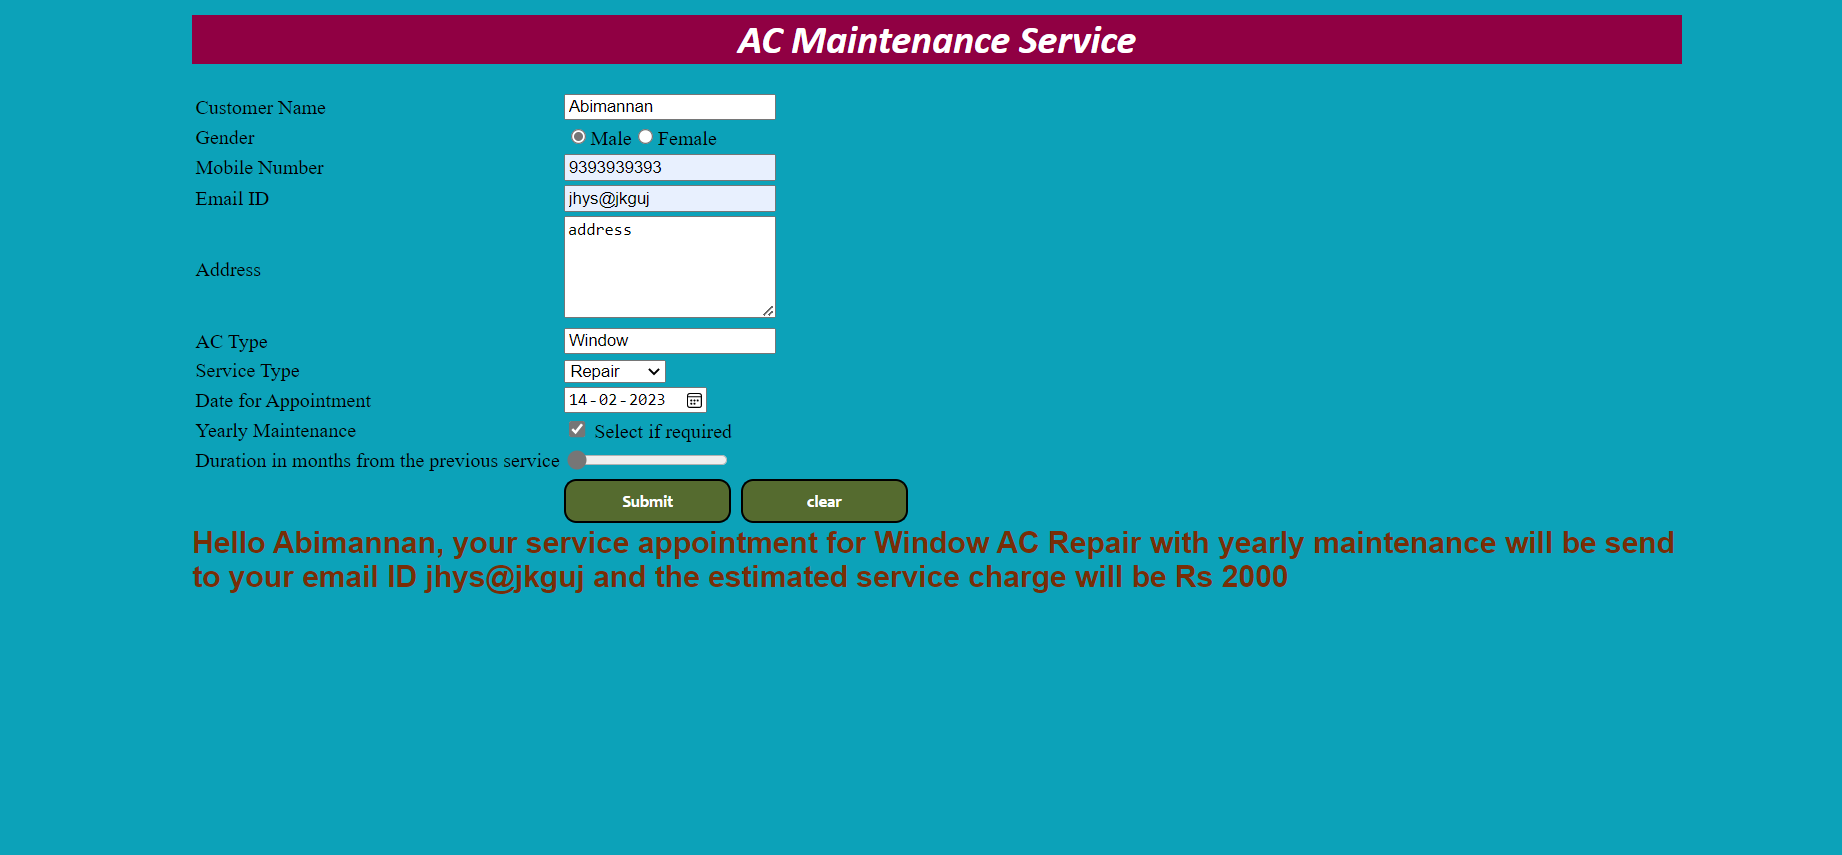 AC Maintenance Service
Customer Name Abimannan
Gender Male Female
Mobile Number 9393939393
Email ID jhys@jkguj
Address address
AC Type Window
Service Type Repair
Date for Appointment 14-02-2023
Yearly Maintenance Select if required
Duration in months from the previous service
Submit clear
Hello Abimannan, your service appointment for Window AC Repair with yearly maintenance will be send
to your email ID jhys@jkguj and the estimated service charge will be Rs 2000